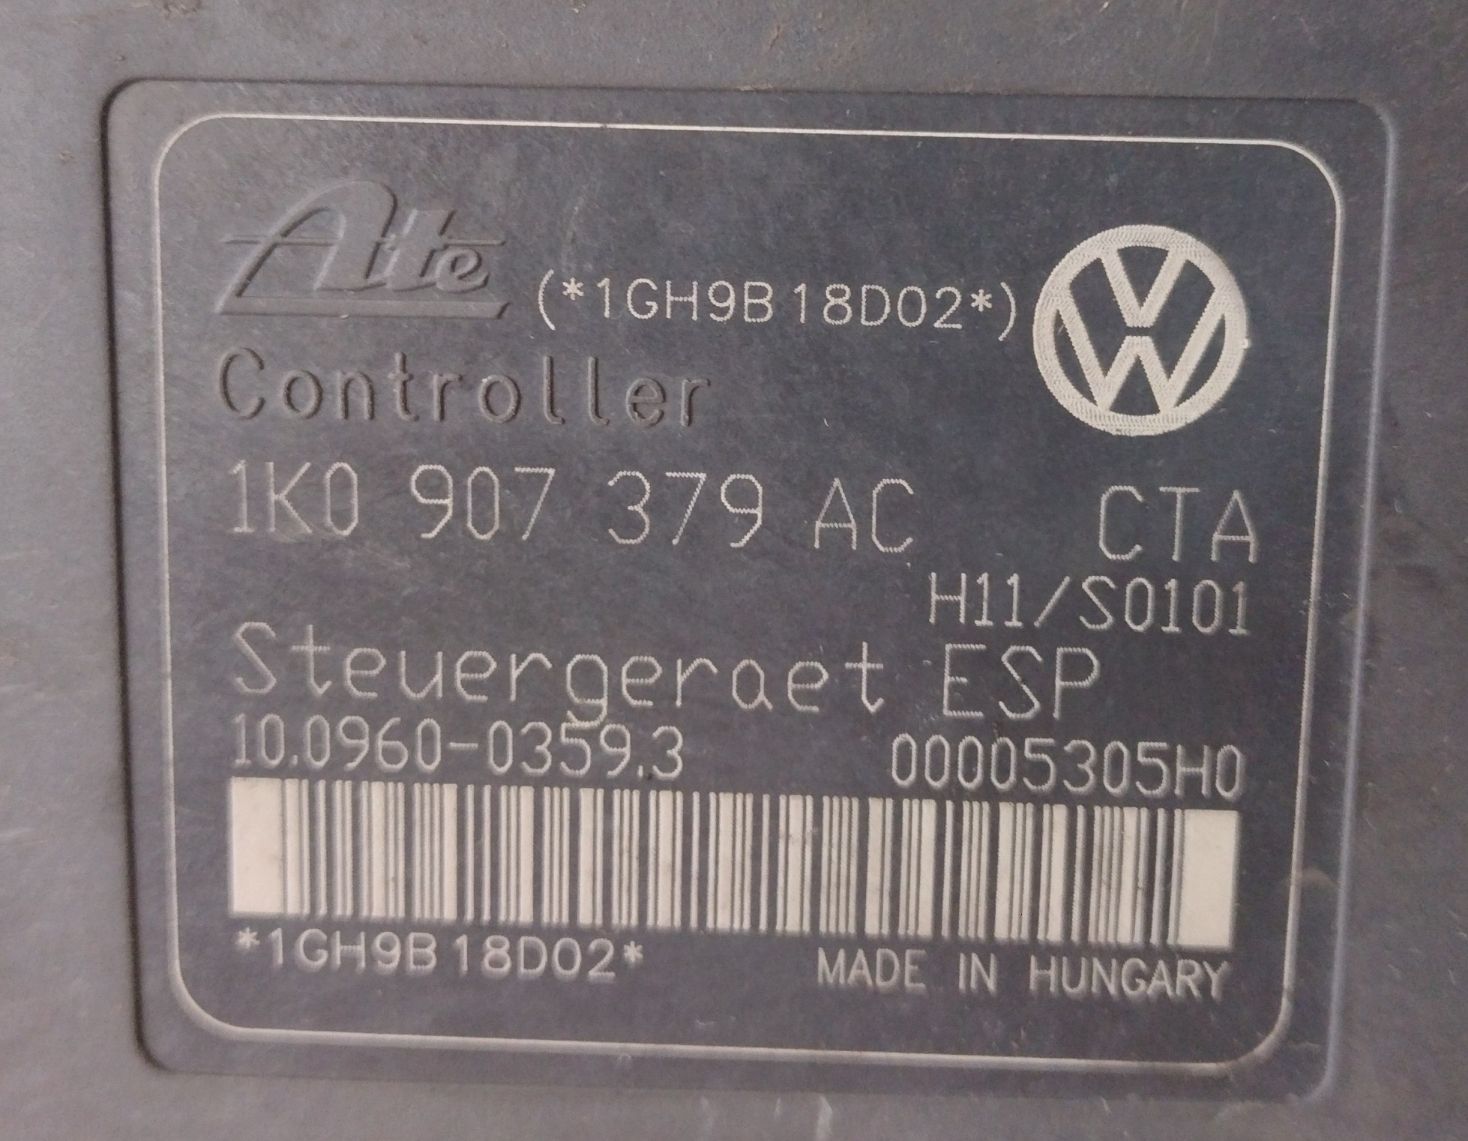 Ate (*1GH9B18D02*)
Controller
1K0 907 379 AC CTA
H11/S0101
Steuergeraet ESP
10.0960-0359.3 00005305H0
*1GH9B18D02* MADE IN HUNGARY